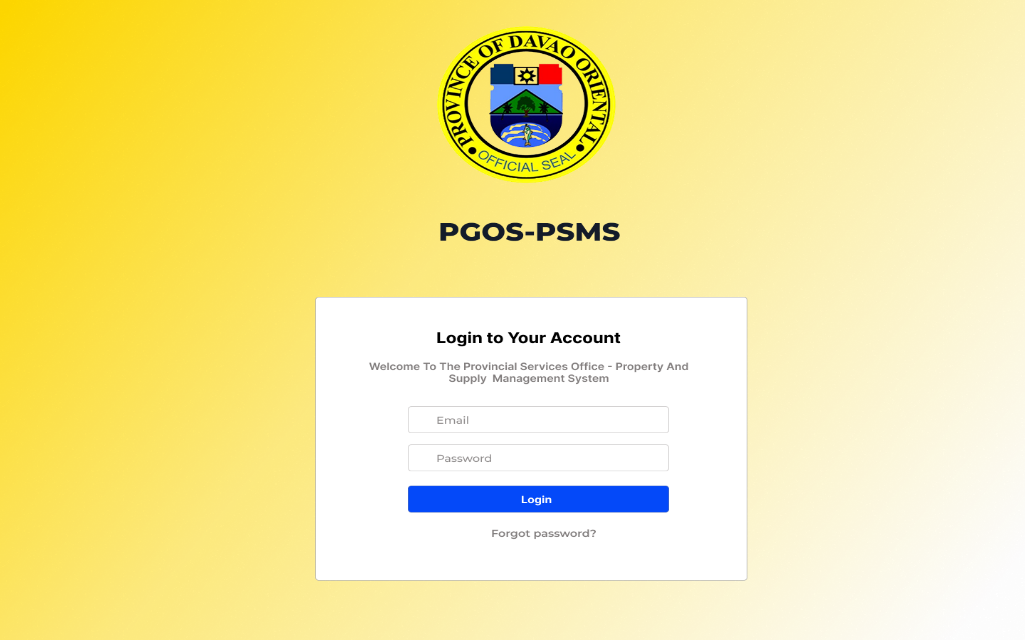 PROVINCE OF DAVAO ORIENTAL
OFFICIAL SEAL
PGOS-PSMS
Login to Your Account
Welcome To The Provincial Services Office - Property And
Supply Management System
Email
Password
Login
Forgot password?